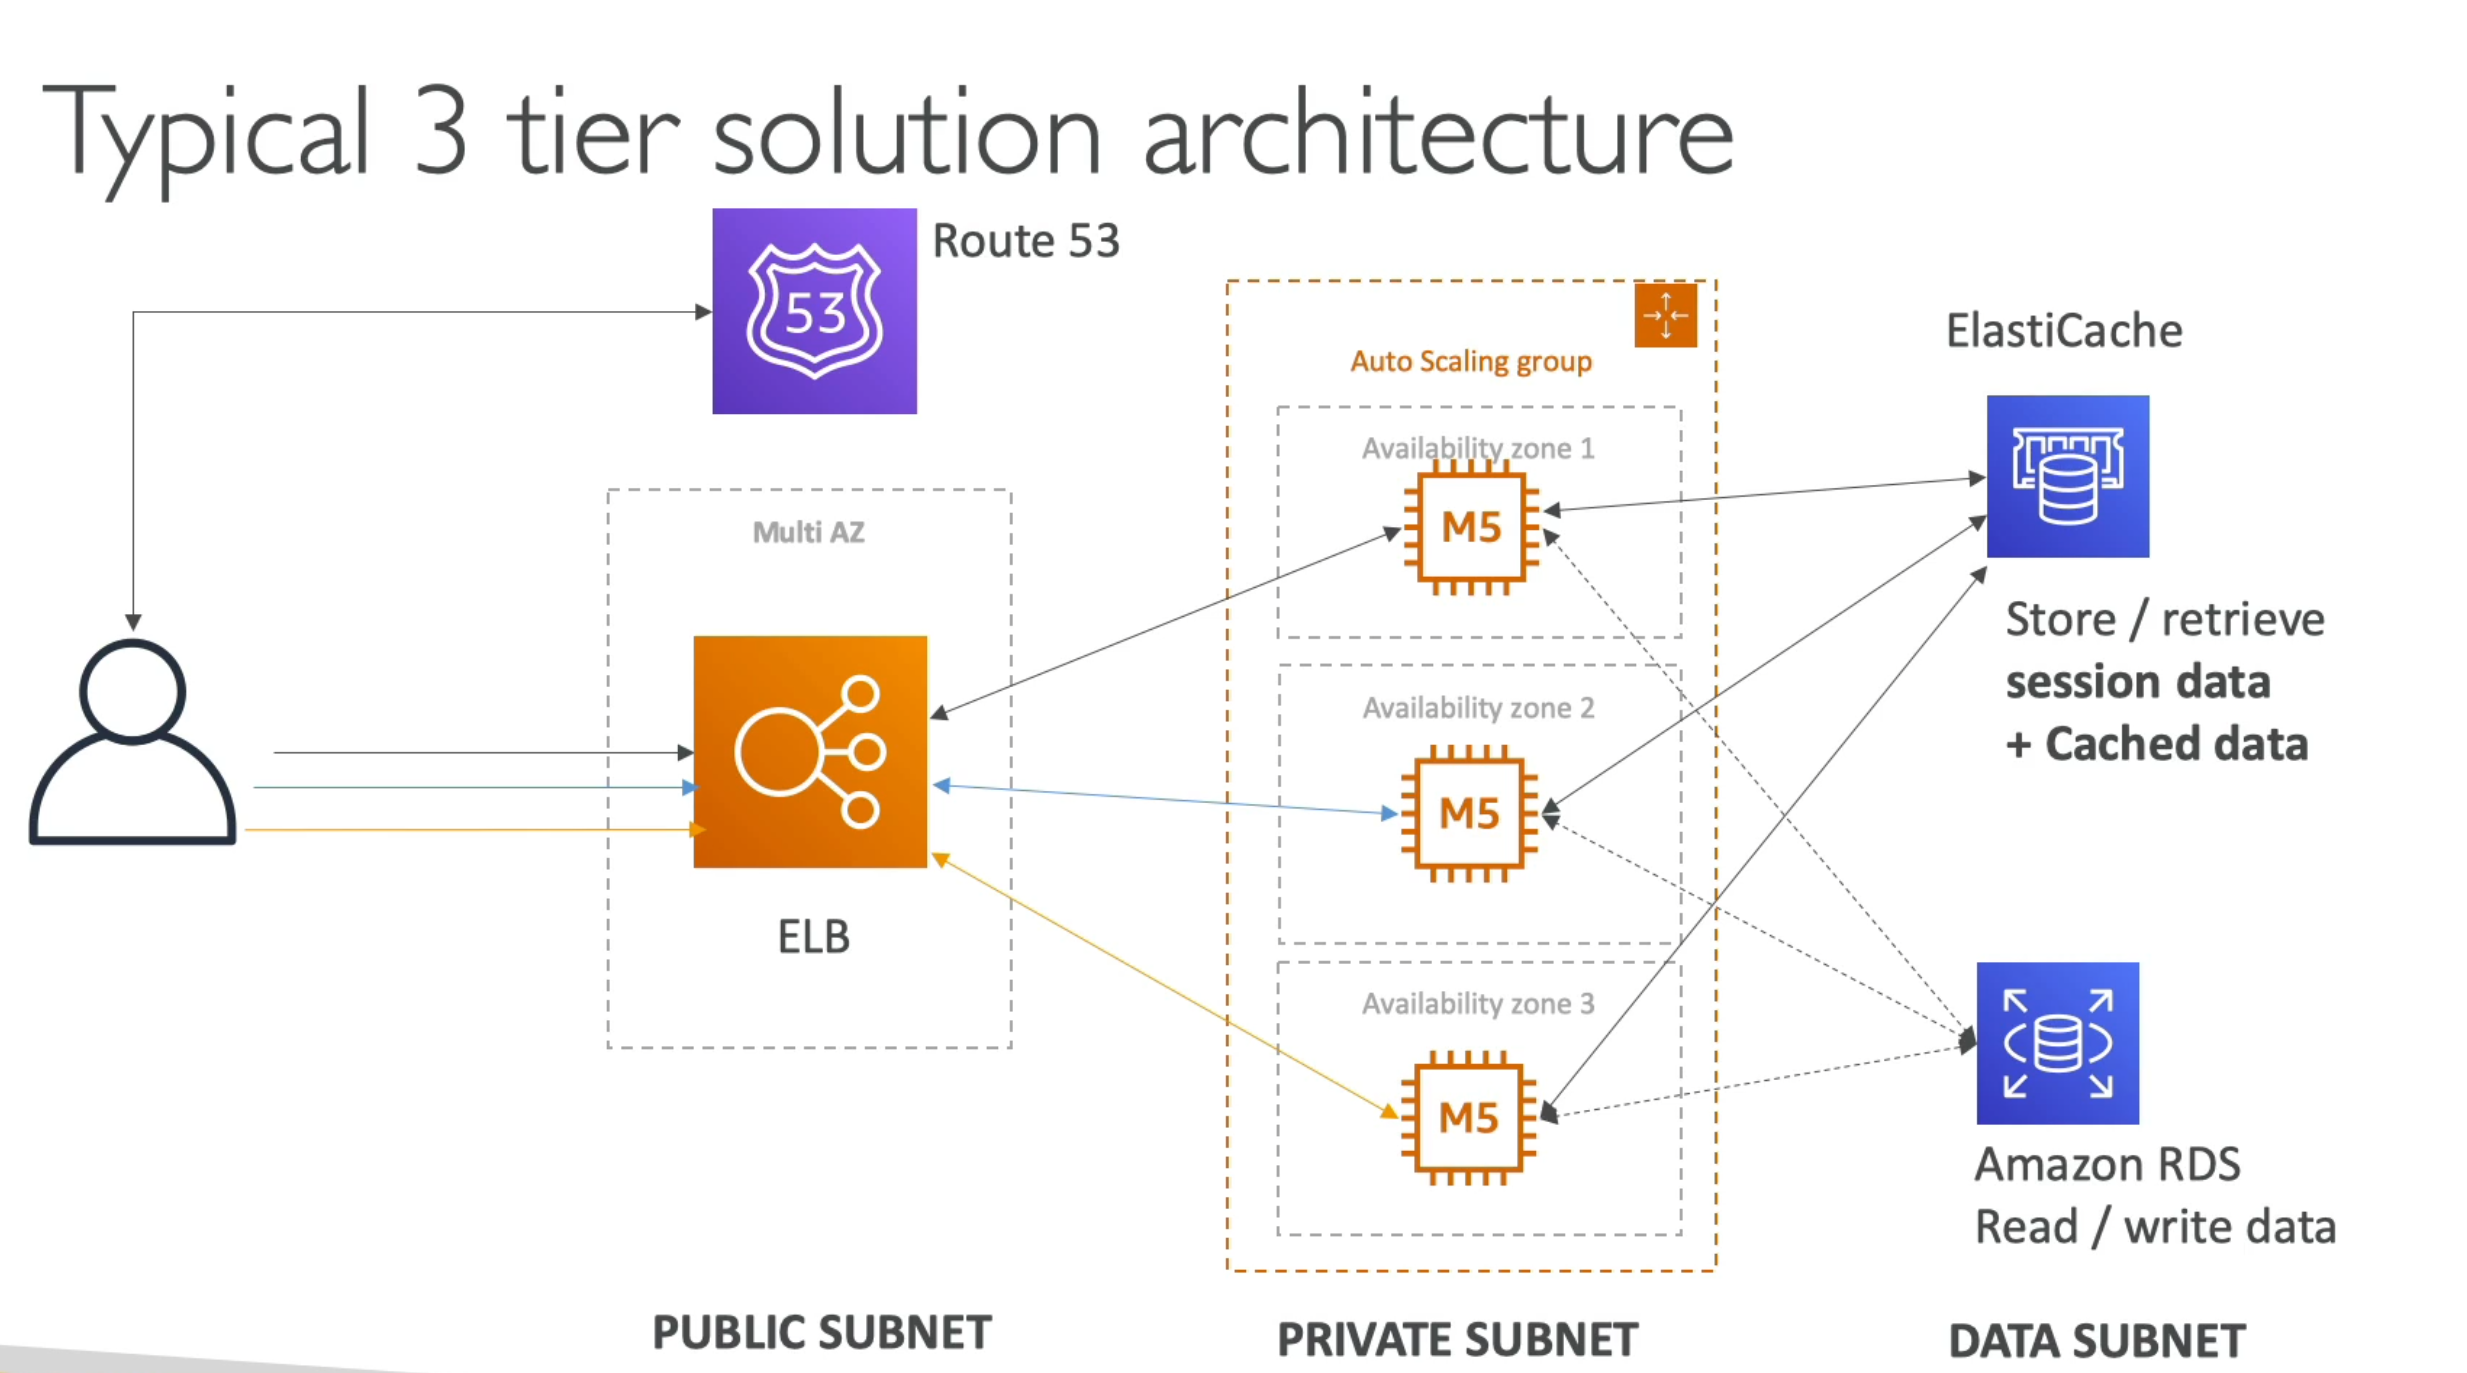 Typical 3 tier solution architecture
53
Route 53
Auto Scaling group
ElastiCache
Availability zone 1
M5
Multi AZ
Store / retrieve
session data
+ Cached data
Availability zone 2
M5
ELB
Availability zone 3
M5
Amazon RDS
Read / write data
PUBLIC SUBNET
PRIVATE SUBNET
DATA SUBNET